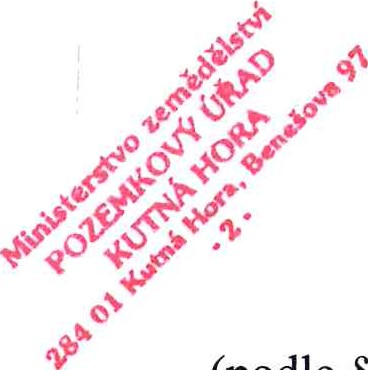 Ministerstvo zemědělství
POZEMKOVÝ ÚŘAD
KUTNÁ HORA
284 01 Kutná Hora, Benešova 97
- 2 -
(podle §